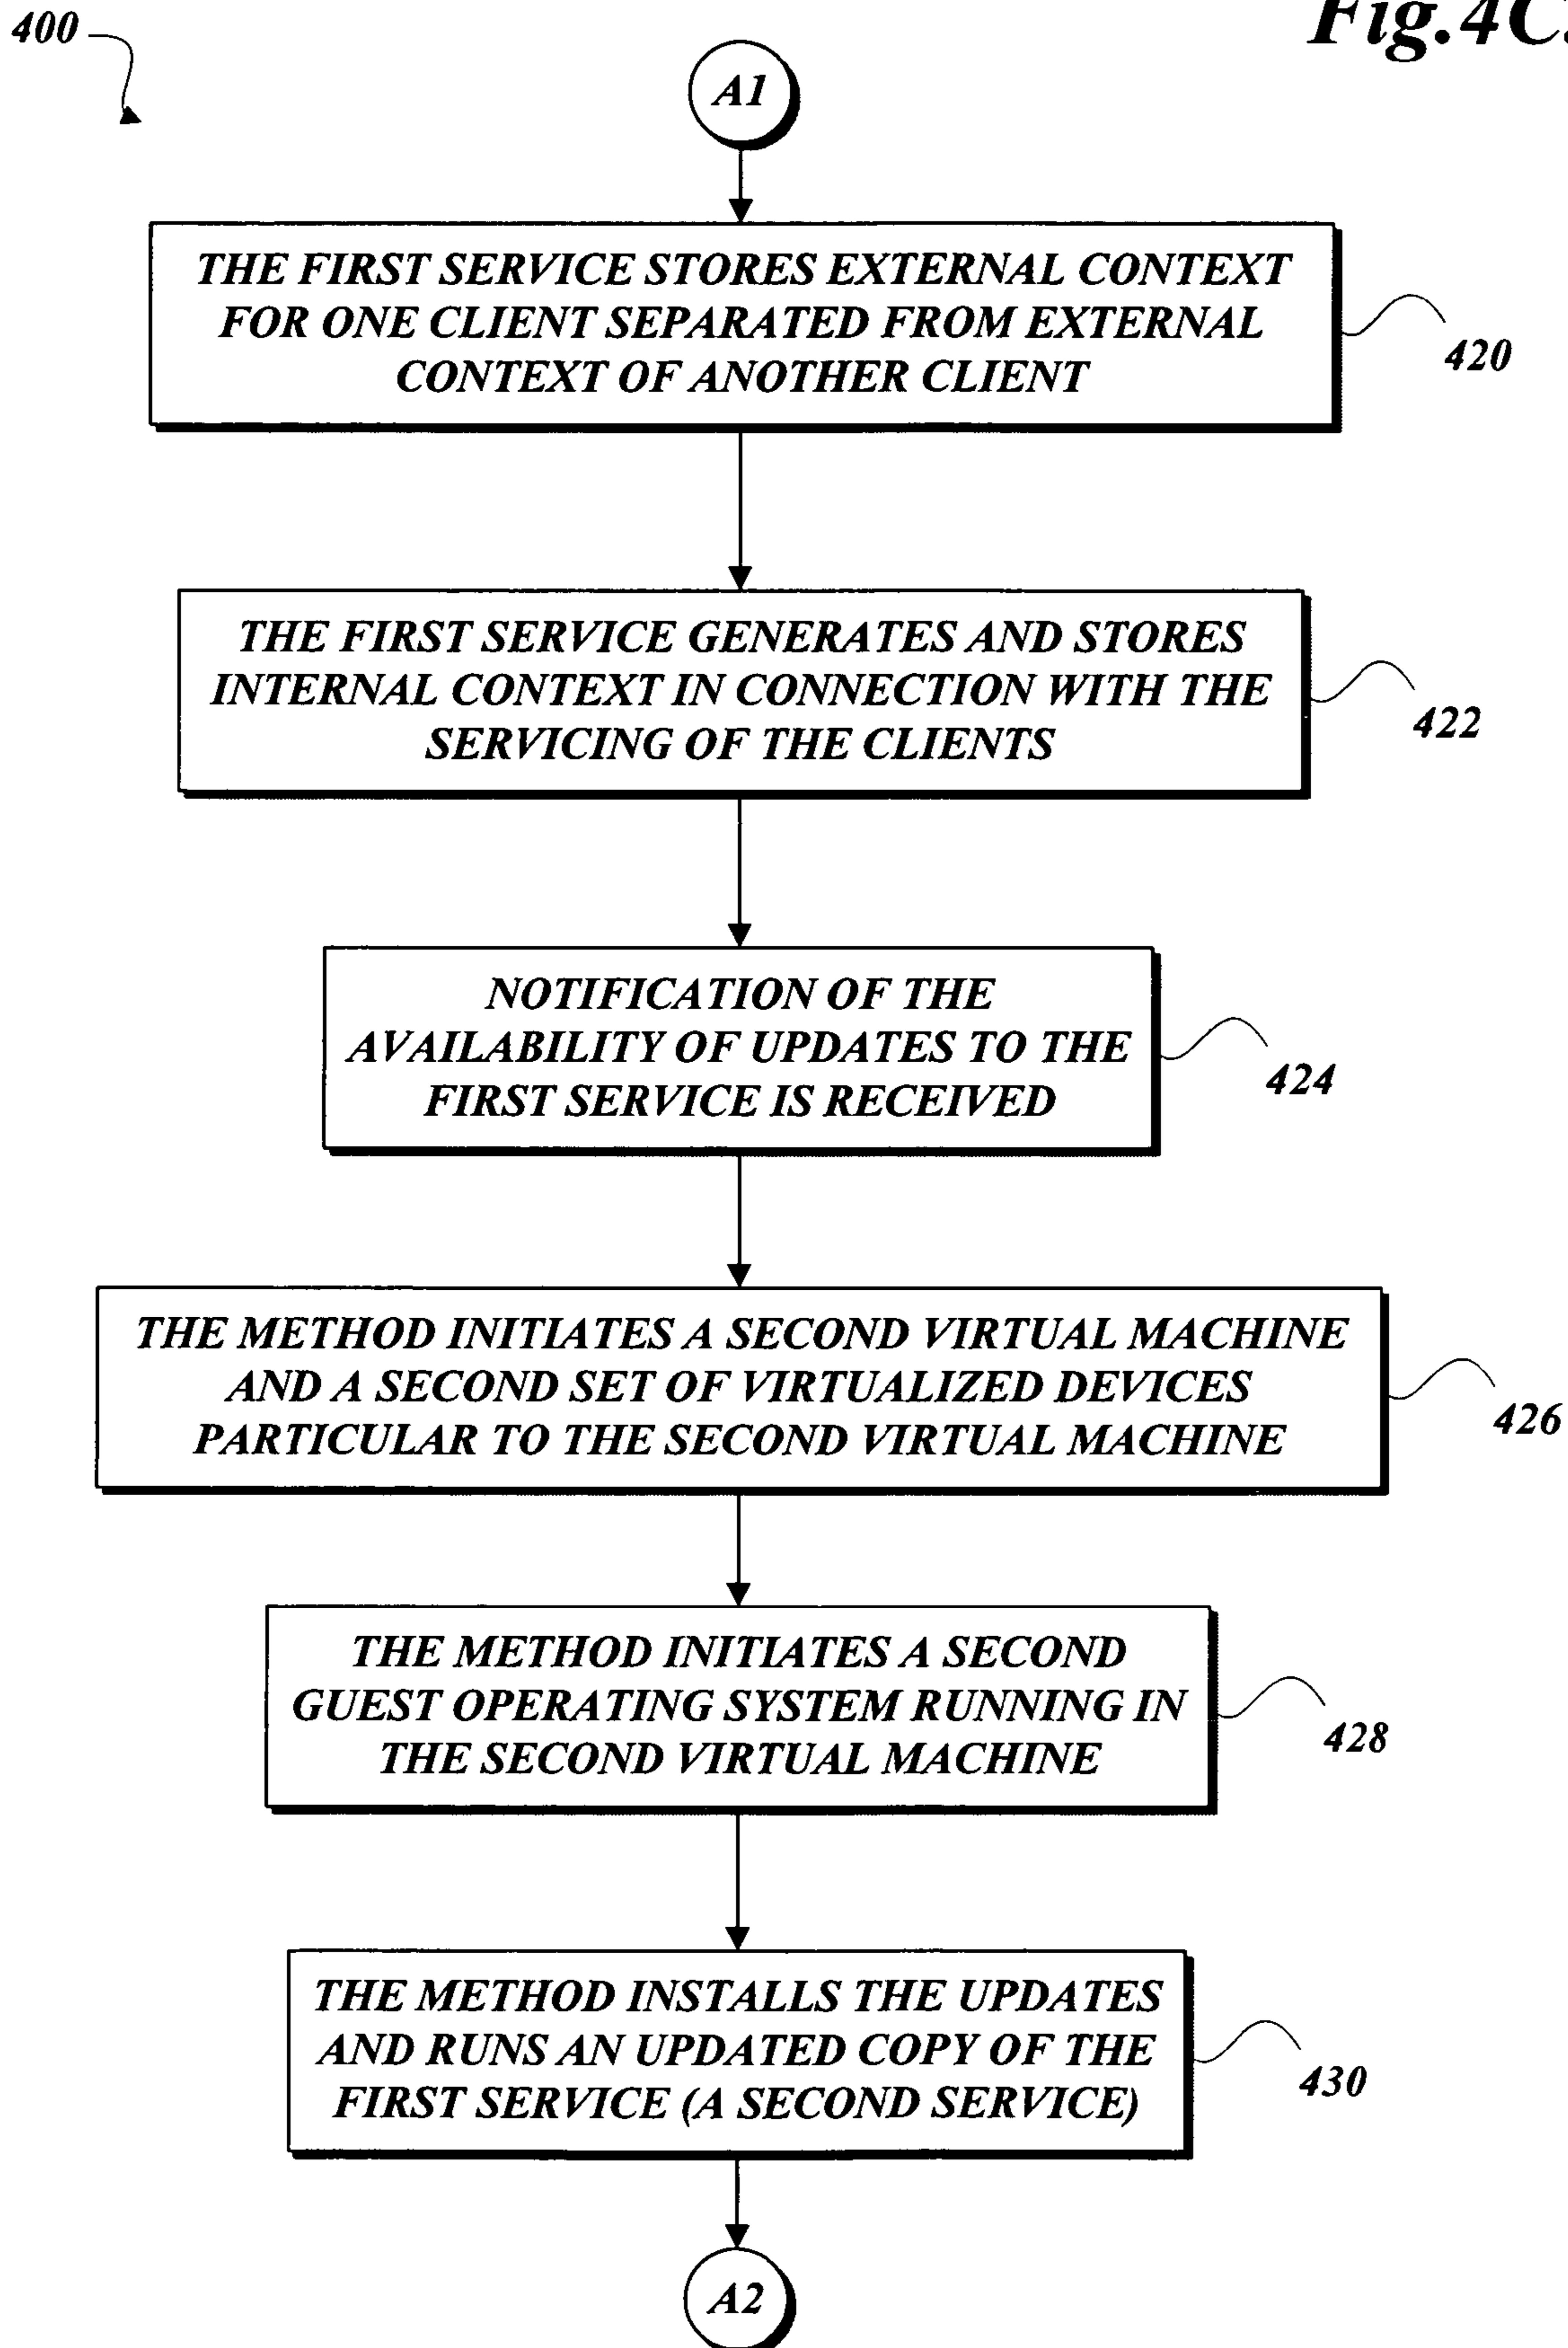 400
Fig.4C.
A1
THE FIRST SERVICE STORES EXTERNAL CONTEXT
FOR ONE CLIENT SEPARATED FROM EXTERNAL
CONTEXT OF ANOTHER CLIENT
420
THE FIRST SERVICE GENERATES AND STORES
INTERNAL CONTEXT IN CONNECTION WITH THE
SERVICING OF THE CLIENTS
422
NOTIFICATION OF THE
AVAILABILITY OF UPDATES TO THE
FIRST SERVICE IS RECEIVED
424
THE METHOD INITIATES A SECOND VIRTUAL MACHINE
AND A SECOND SET OF VIRTUALIZED DEVICES
PARTICULAR TO THE SECOND VIRTUAL MACHINE
426
THE METHOD INITIATES A SECOND
GUEST OPERATING SYSTEM RUNNING IN
THE SECOND VIRTUAL MACHINE
428
THE METHOD INSTALLS THE UPDATES
AND RUNS AN UPDATED COPY OF THE
FIRST SERVICE (A SECOND SERVICE)
430
A2